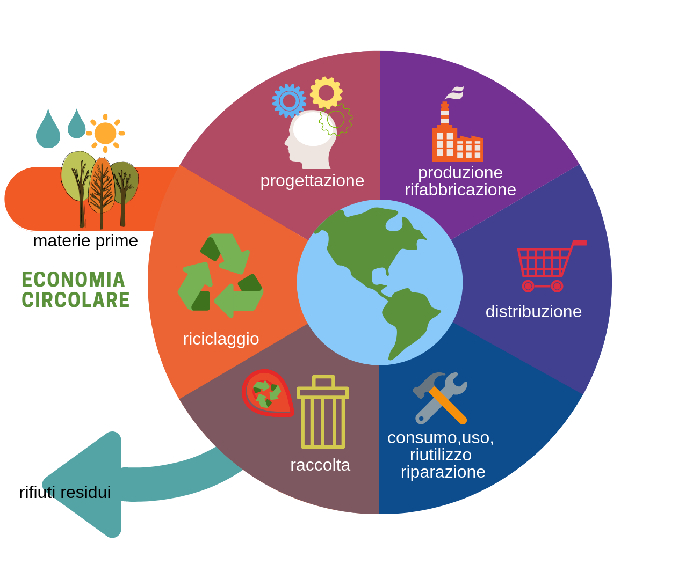 progettazione
produzione
rifabbricazione
materie prime
ECONOMIA
CIRCOLARE
distribuzione
riciclaggio
consumo,uso,
riutilizzo
riparazione
raccolta
rifiuti residui